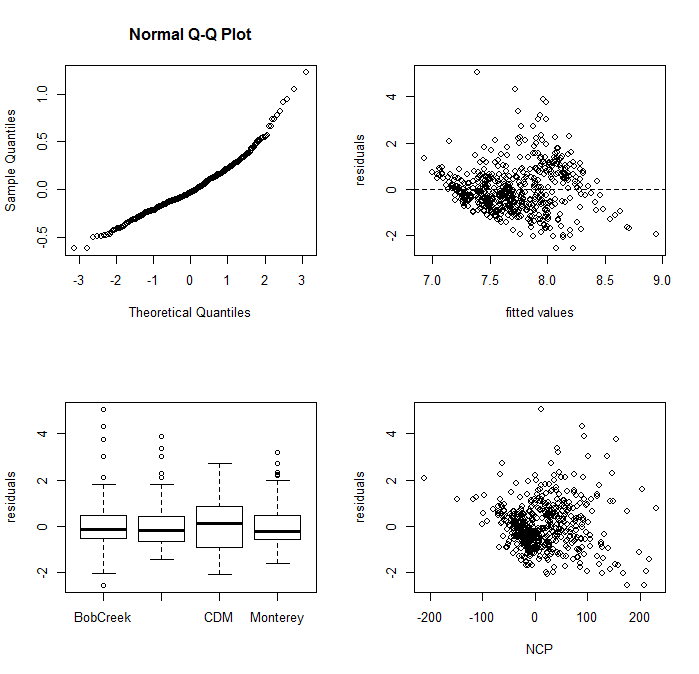 Normal Q-Q Plot
Sample Quantiles
-0.5 0.0 0.5 1.0
-3 -2 -1 0 1 2 3
Theoretical Quantiles
residuals
-2 0 2 4
7.0 7.5 8.0 8.5 9.0
fitted values
residuals
-2 0 2 4
BobCreek CDM Monterey
residuals
-2 0 2 4
-200 -100 0 100 200
NCP